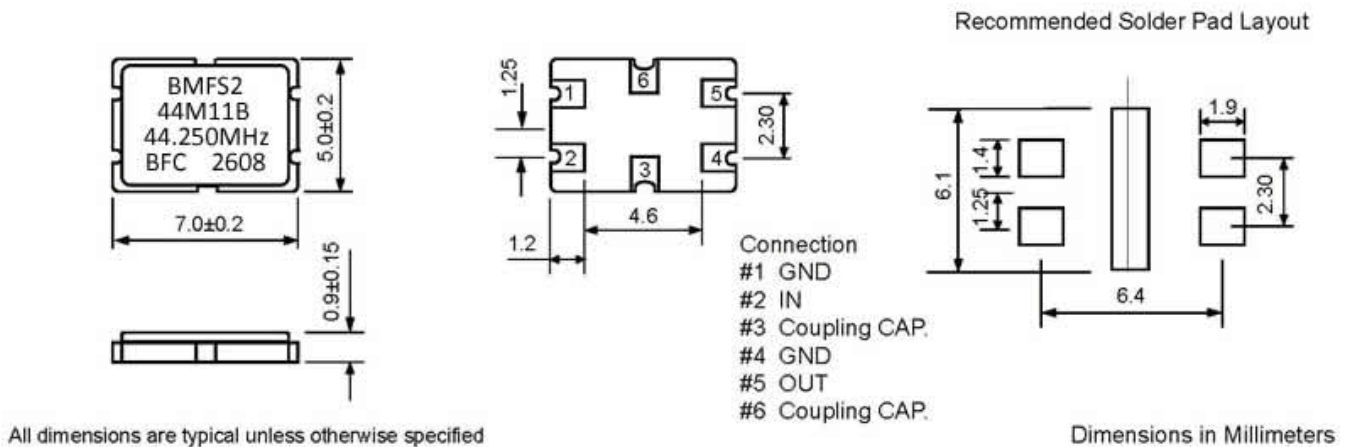 Recommended Solder Pad Layout
BMFS2
44M11B
44.250MHz
BFC 2608
5.0±0.2
7.0±0.2
0.9±0.15
1.25
1
2
3
4
5
6
2.30
4.6
1.2
Connection
#1 GND
#2 IN
#3 Coupling CAP.
#4 GND
#5 OUT
#6 Coupling CAP.
1.9
1.4
6.1
1.25
2.30
6.4
All dimensions are typical unless otherwise specified
Dimensions in Millimeters